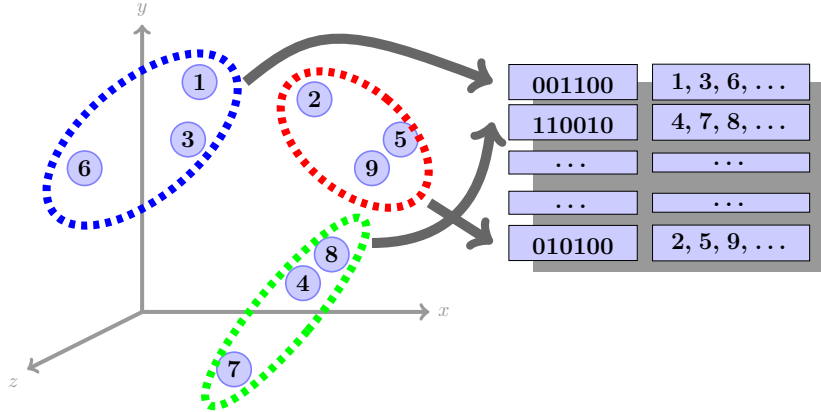 y
1
2
3
5
6
9
8
4
7
x
z
001100 1, 3, 6, ...
110010 4, 7, 8, ...
... ...
... ...
010100 2, 5, 9, ...